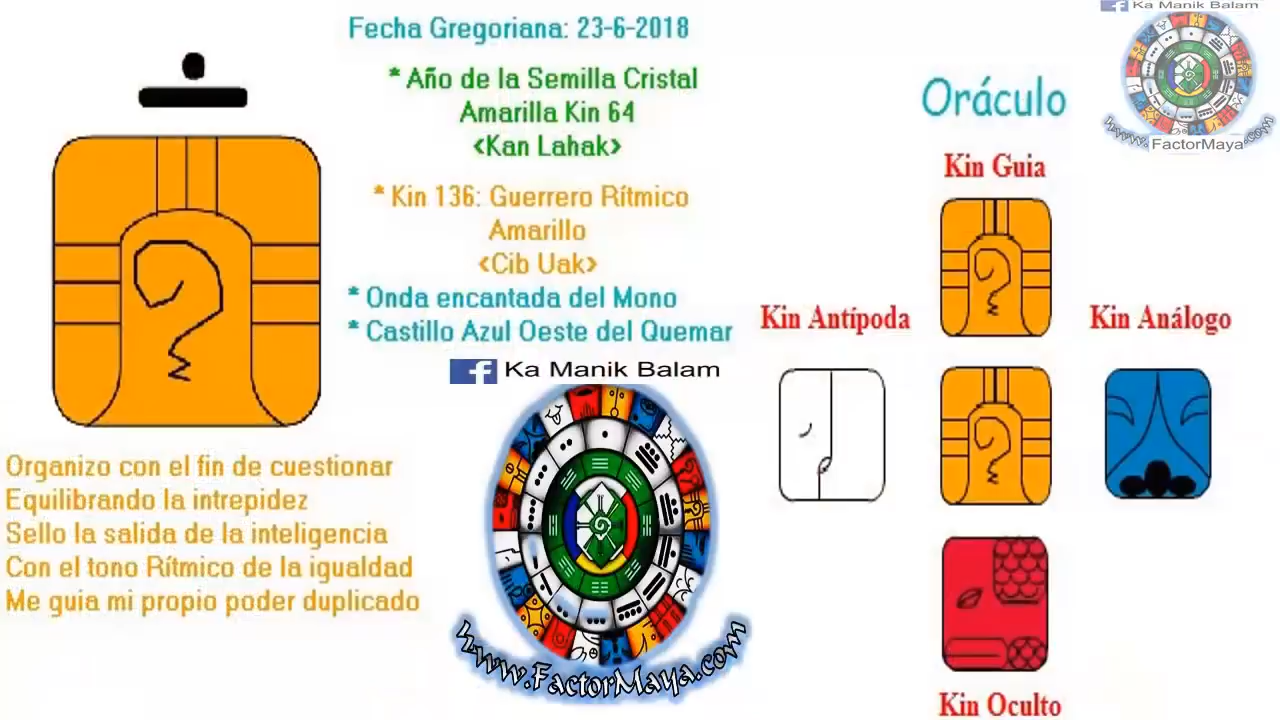 Fecha Gregoriana: 23-6-2018
* Año de la Semilla Cristal
Amarilla Kin 64
<Kan Lahak>
* Kin 136: Guerrero Rítmico
Amarillo
<Cib Uak>
* Onda encantada del Mono
* Castillo Azul Oeste del Quemar
f Ka Manik Balam
www.FactorMaya.com
Organizo con el fin de cuestionar
Equilibrando la intrepidez
Sello la salida de la inteligencia
Con el tono Rítmico de la igualdad
Me guia mi propio poder duplicado
f Ka Manik Balam
www.FactorMaya.com
Oráculo
Kin Guia
Kin Antípoda
Kin Análogo
Kin Oculto